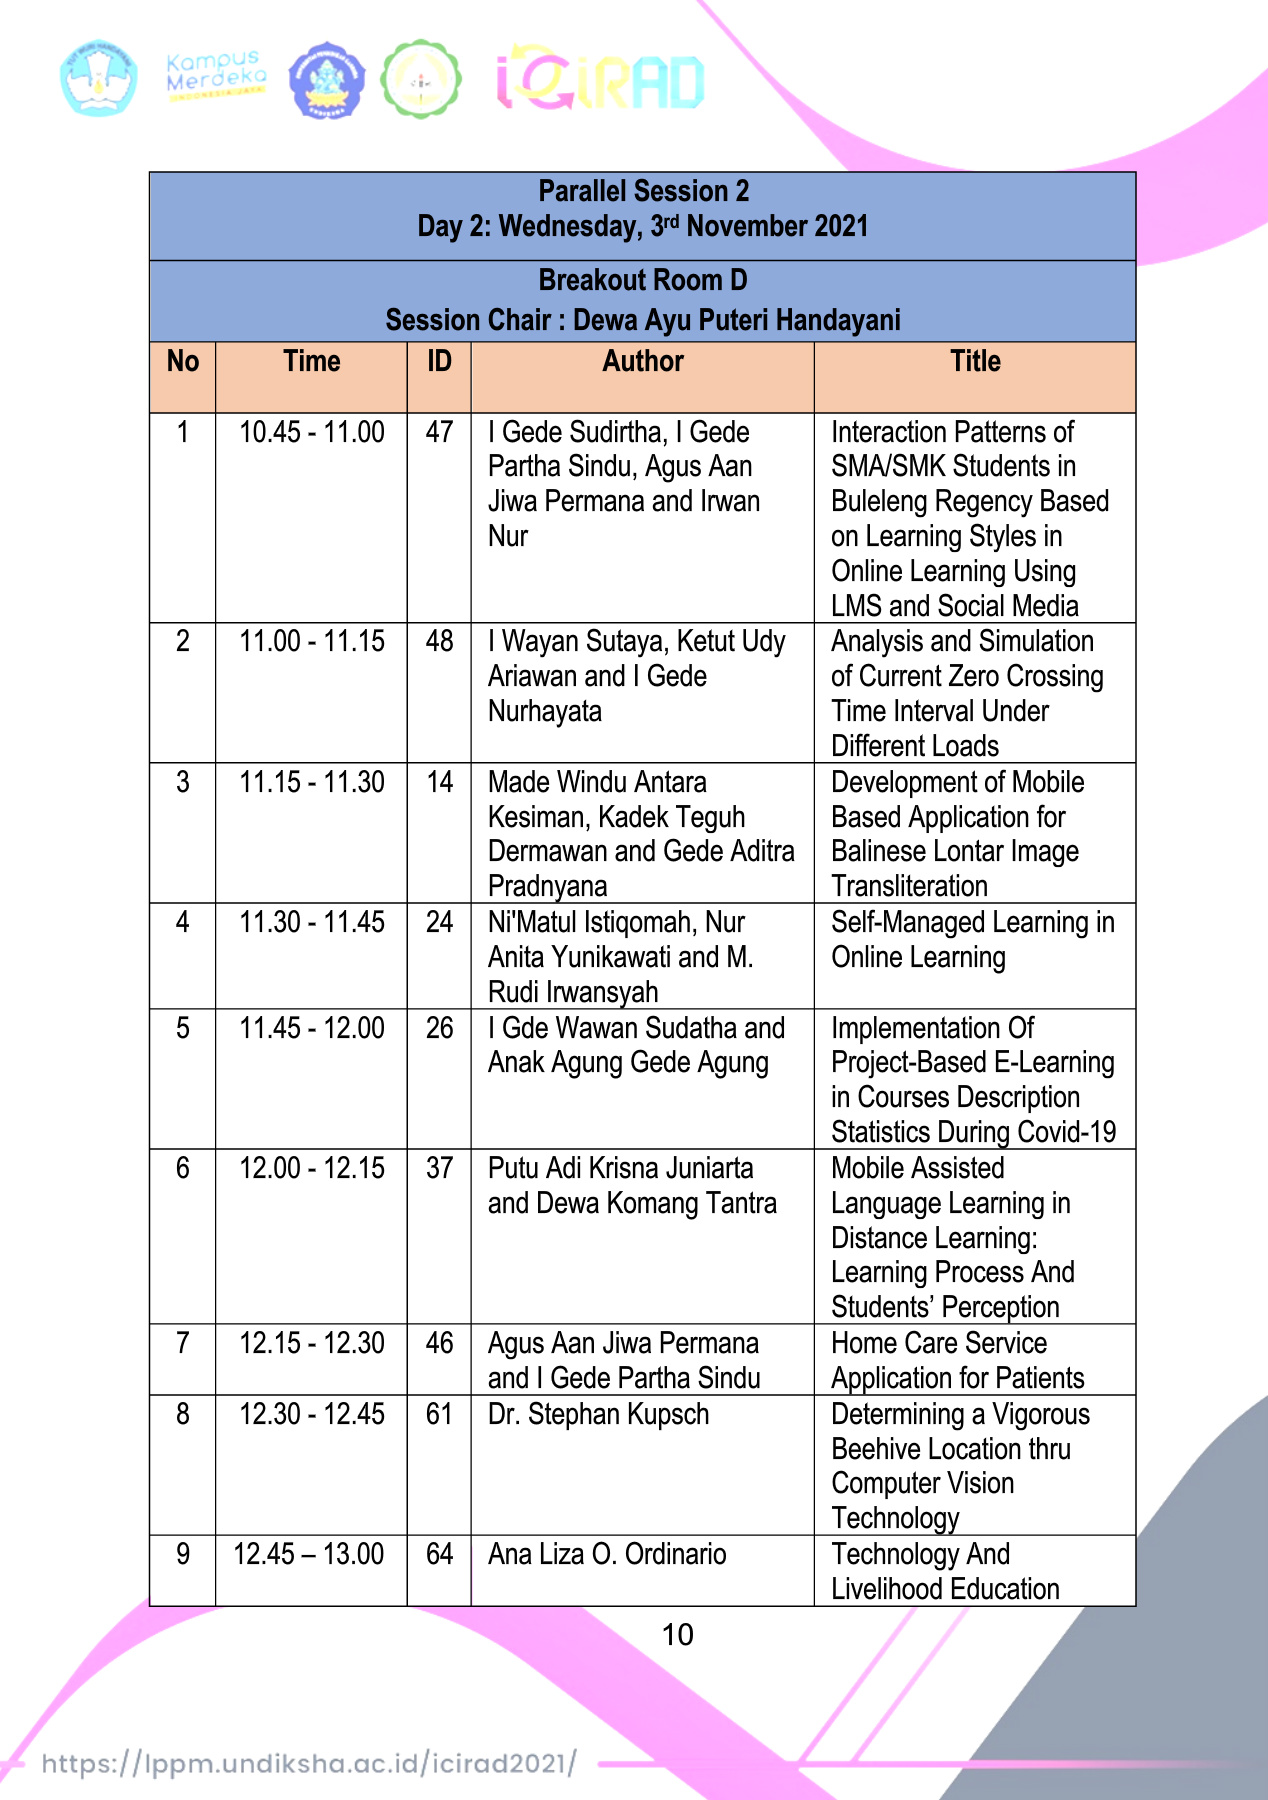 TUT WURI HANDAYANI
Kampus
Merdeka
INDONESIA JAYA
iCiRAD
Parallel Session 2
Day 2: Wednesday, 3rd November 2021
Breakout Room D
Session Chair : Dewa Ayu Puteri Handayani
No Time ID Author Title
1 10.45 - 11.00 47 I Gede Sudirtha, I Gede Interaction Patterns of
Partha Sindu, Agus Aan SMA/SMK Students in
Jiwa Permana and Irwan Buleleng Regency Based
Nur on Learning Styles in
Online Learning Using
LMS and Social Media
2 11.00 - 11.15 48 I Wayan Sutaya, Ketut Udy Analysis and Simulation
Ariawan and I Gede of Current Zero Crossing
Nurhayata Time Interval Under
Different Loads
3 11.15 - 11.30 14 Made Windu Antara Development of Mobile
Kesiman, Kadek Teguh Based Application for
Dermawan and Gede Aditra Balinese Lontar Image
Pradnyana Transliteration
4 11.30 - 11.45 24 Ni'Matul Istiqomah, Nur Self-Managed Learning in
Anita Yunikawati and M. Online Learning
Rudi Irwansyah
5 11.45 - 12.00 26 I Gde Wawan Sudatha and Implementation Of
Anak Agung Gede Agung Project-Based E-Learning
in Courses Description
Statistics During Covid-19
6 12.00 - 12.15 37 Putu Adi Krisna Juniarta Mobile Assisted
and Dewa Komang Tantra Language Learning in
Distance Learning:
Learning Process And
Students’ Perception
7 12.15 - 12.30 46 Agus Aan Jiwa Permana Home Care Service
and I Gede Partha Sindu Application for Patients
8 12.30 - 12.45 61 Dr. Stephan Kupsch Determining a Vigorous
Beehive Location thru
Computer Vision
Technology
9 12.45 – 13.00 64 Ana Liza O. Ordinario Technology And
Livelihood Education
10
https://lppm.undiksha.ac.id/icirad2021/